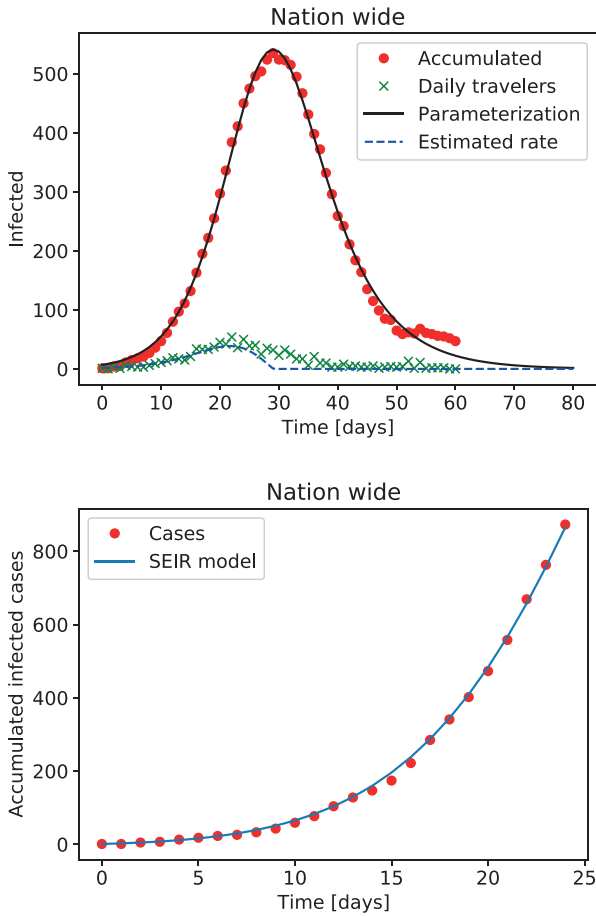 Nation wide
Accumulated
Daily travelers
Parameterization
Estimated rate
Infected
500
400
300
200
100
0
0 10 20 30 40 50 60 70 80
Time [days]
Nation wide
Cases
SEIR model
Accumulated infected cases
800
600
400
200
0
0 5 10 15 20 25
Time [days]